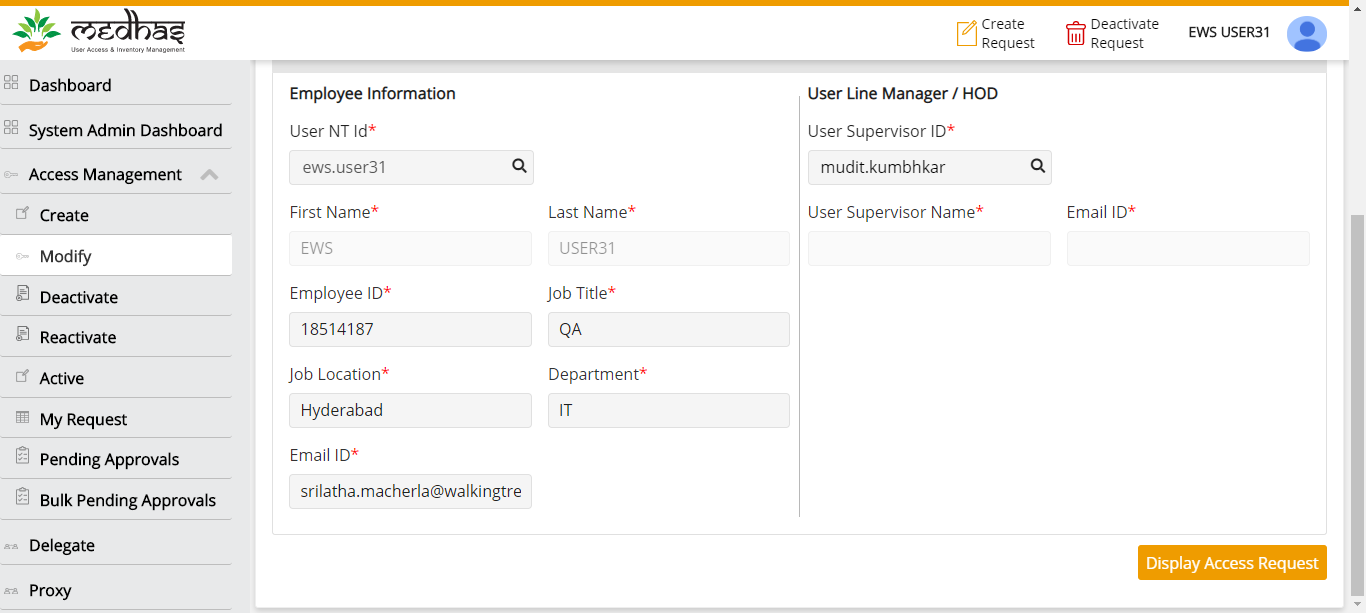 medhas
User Access & Inventory Management
Create
Request
Deactivate
Request
EWS USER31
Dashboard
System Admin Dashboard
Access Management
Create
Modify
Deactivate
Reactivate
Active
My Request
Pending Approvals
Bulk Pending Approvals
Delegate
Proxy
Employee Information
User NT Id*
ews.user31
First Name*
Last Name*
EWS
USER31
Employee ID*
Job Title*
18514187
QA
Job Location*
Department*
Hyderabad
IT
Email ID*
srilatha.macherla@walkingtre
User Line Manager / HOD
User Supervisor ID*
mudit.kumbhkar
User Supervisor Name*
Email ID*
Display Access Request